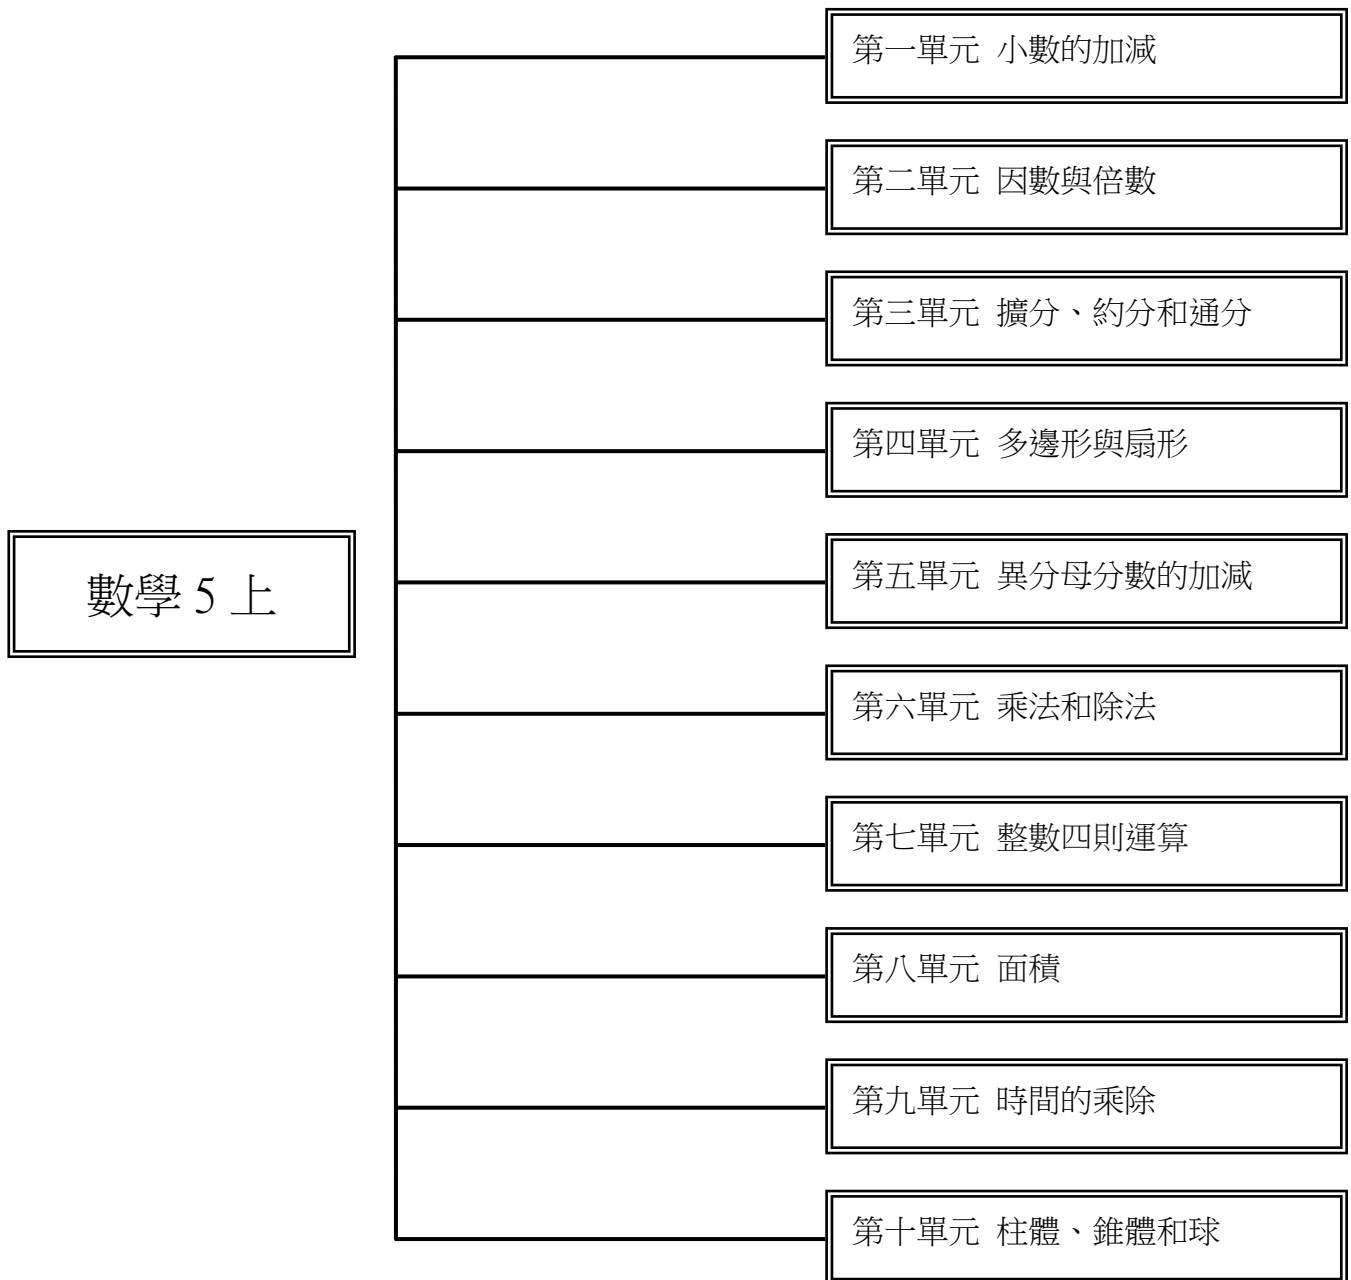 第一單元 小數的加減
第二單元 因數與倍數
第三單元 擴分、約分和通分
第四單元 多邊形與扇形
第五單元 異分母分數的加減
數學 5 上
第六單元 乘法和除法
第七單元 整數四則運算
第八單元 面積
第九單元 時間的乘除
第十單元 柱體、錐體和球